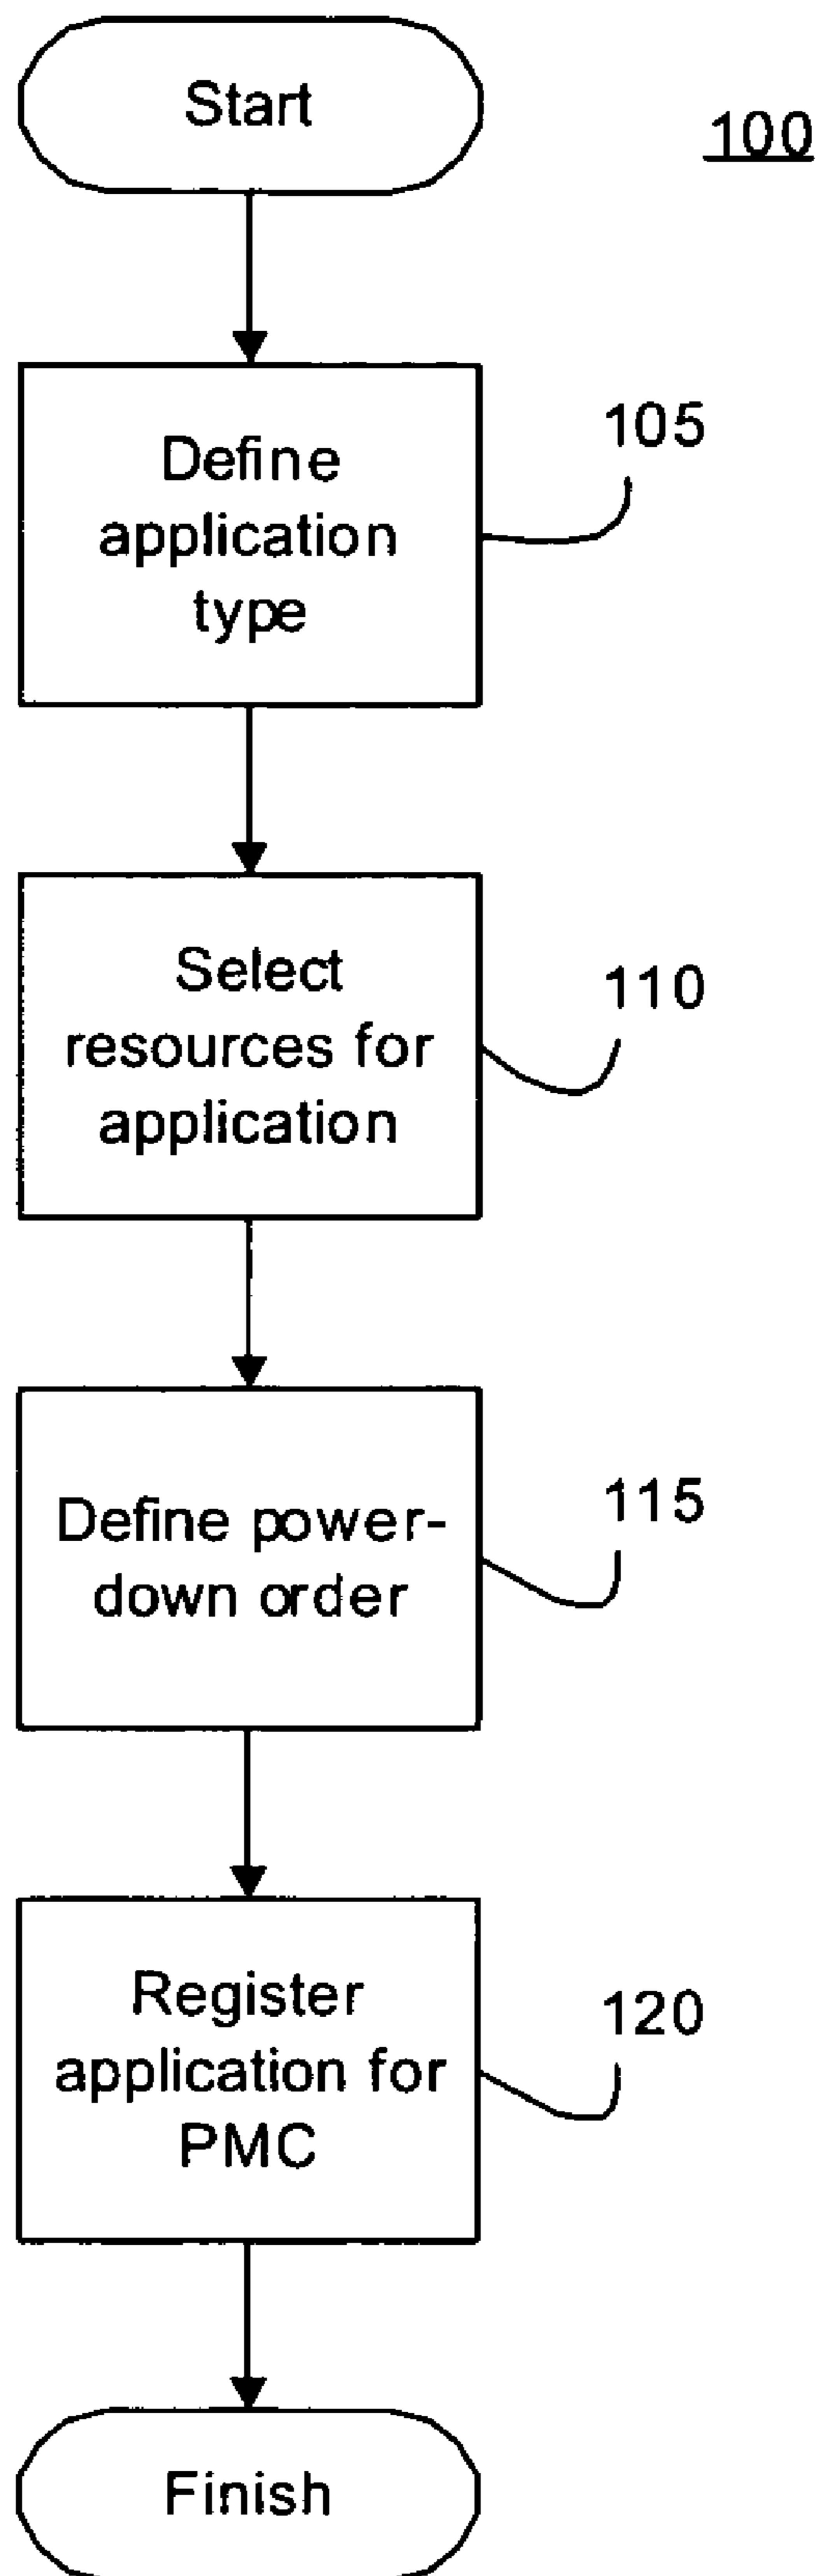 Start
100
Define
application
type
105
Select
resources for
application
110
Define power-
down order
115
Register
application for
PMC
120
Finish